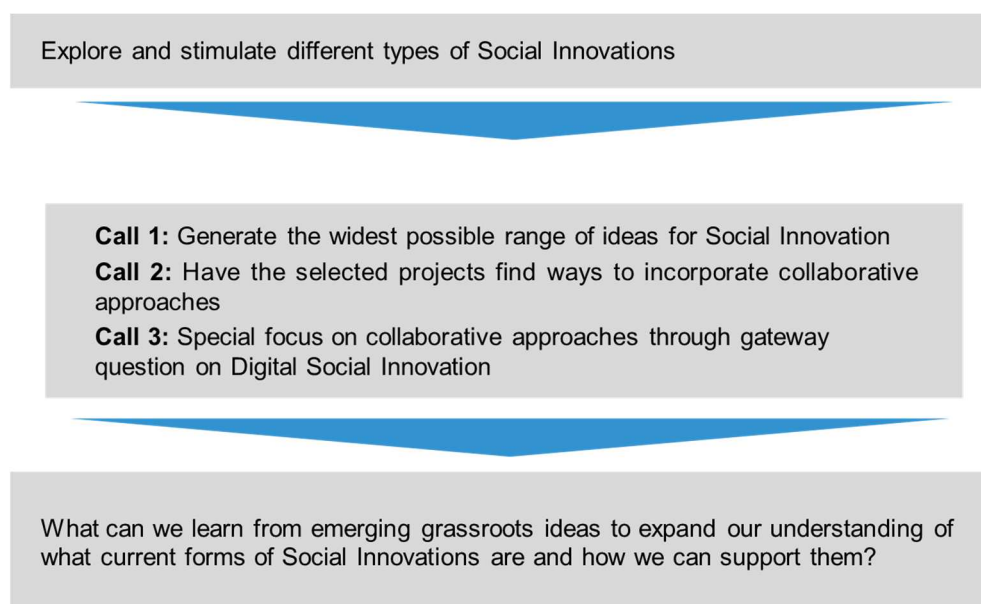 Explore and stimulate different types of Social Innovations
Call 1: Generate the widest possible range of ideas for Social Innovation
Call 2: Have the selected projects find ways to incorporate collaborative
approaches
Call 3: Special focus on collaborative approaches through gateway
question on Digital Social Innovation
What can we learn from emerging grassroots ideas to expand our understanding of
what current forms of Social Innovations are and how we can support them?